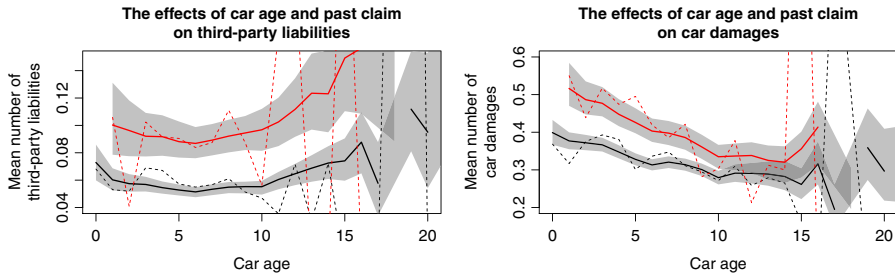 The effects of car age and past claim
on third-party liabilities
Mean number of
third-party liabilities
0.04
0.08
0.12
0
5
10
15
20
Car age
The effects of car age and past claim
on car damages
Mean number of
car damages
0.2
0.3
0.4
0.5
0.6
0
5
10
15
20
Car age